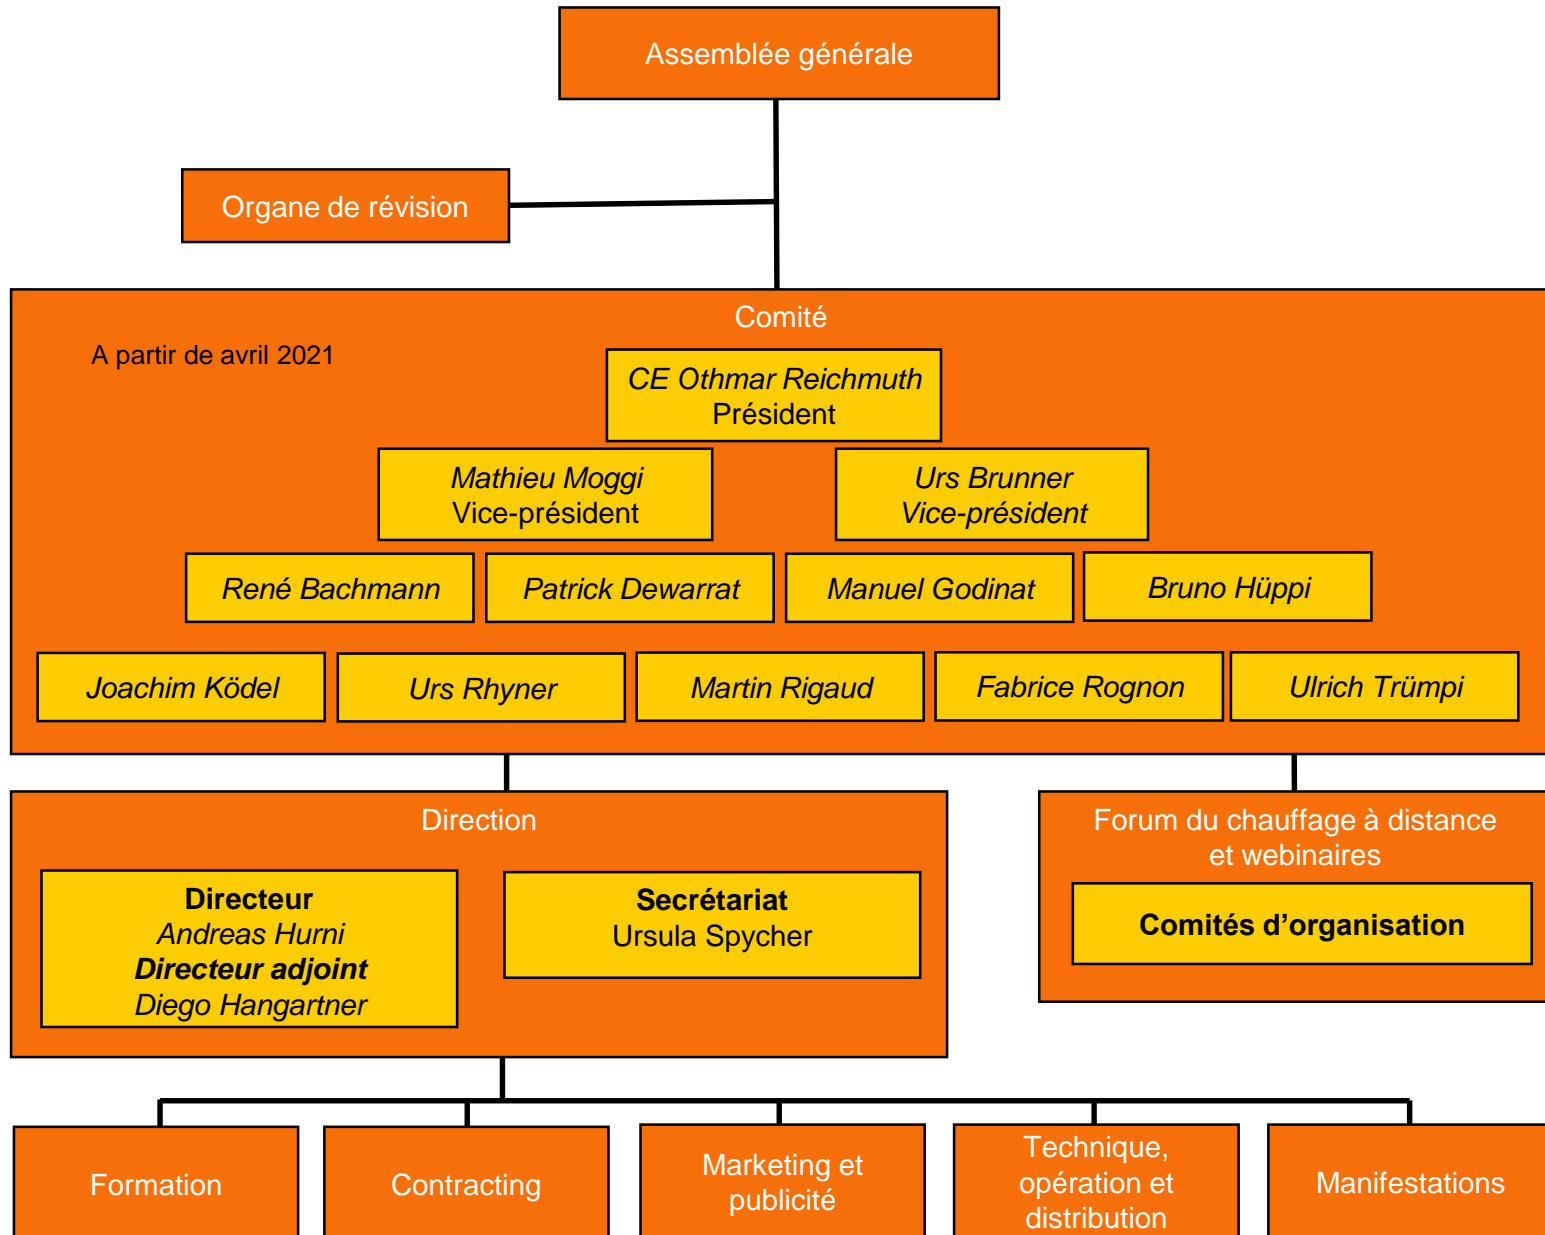 Assemblée générale
Organe de révision
Comité
A partir de avril 2021
CE Othmar Reichmuth
Président
Mathieu Moggi
Vice-président
Urs Brunner
Vice-président
René Bachmann
Patrick Dewarrat
Manuel Godinat
Bruno Hüppi
Joachim Ködel
Urs Rhyner
Martin Rigaud
Fabrice Rognon
Ulrich Trümpi
Direction
Directeur
Andreas Hurni
Directeur adjoint
Diego Hangartner
Secrétariat
Ursula Spycher
Forum du chauffage à distance
et webinaires
Comités d’organisation
Formation
Contracting
Marketing et
publicité
Technique,
opération et
distribution
Manifestations